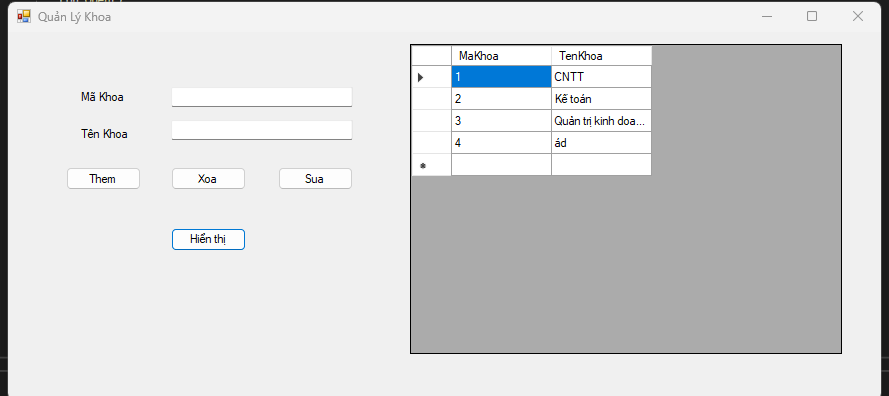 Quản Lý Khoa
Mã Khoa
Tên Khoa
Them Xoa Sua
Hiển thị
MaKhoa TenKhoa
1 CNTT
2 Kế toán
3 Quản trị kinh doa...
4 ád